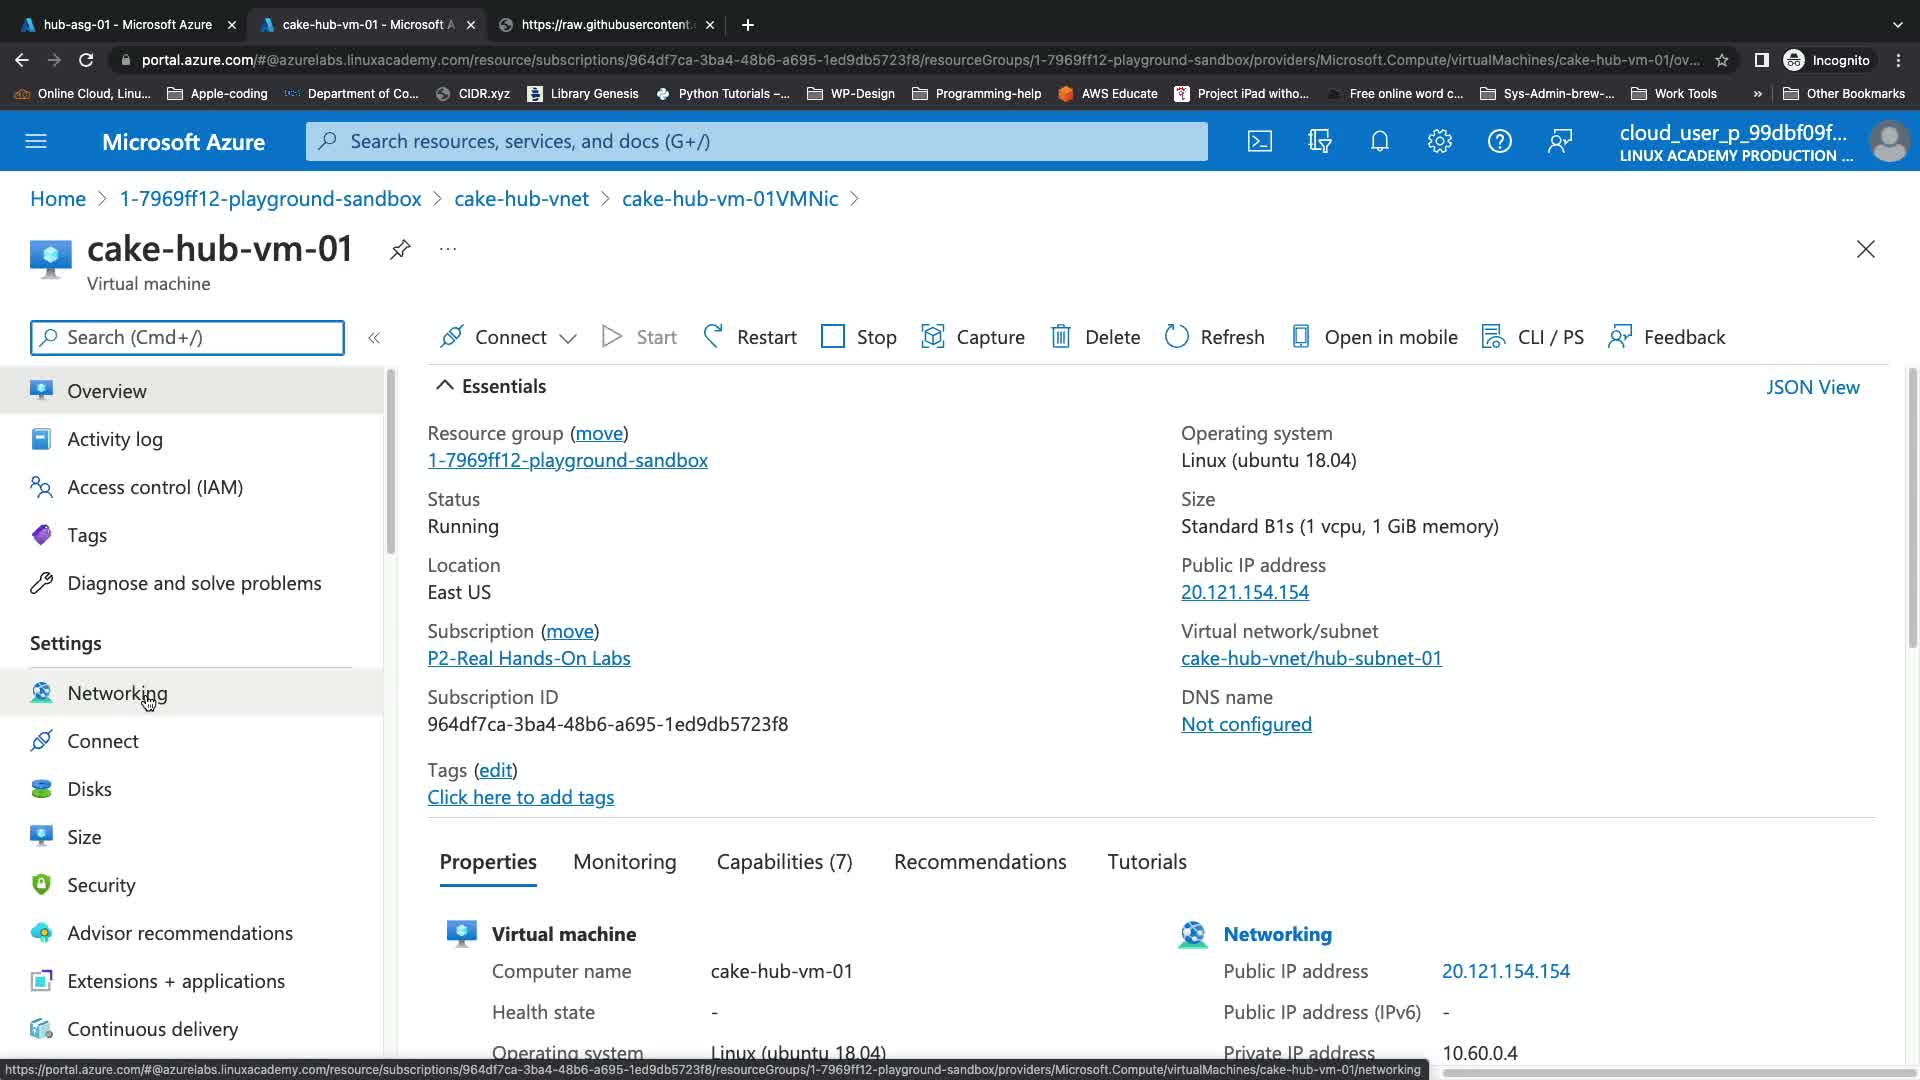 hub-asg-01 - Microsoft Azure
cake-hub-vm-01 - Microsoft A
https://raw.githubusercontent.
portal.azure.com/#@azurelabs.linuxacademy.com/resource/subscriptions/964df7ca-3ba4-48b6-a695-1ed9db5723f8/resourceGroups/1-7969ff12-playground-sandbox/providers/Microsoft.Compute/virtualMachines/cake-hub-vm-01/ov...
Incognito
Online Cloud, Linu...
Apple-coding
Department of Co...
CIDR.xyz
Library Genesis
Python Tutorials –...
WP-Design
Programming-help
AWS Educate
Project iPad witho...
Free online word c...
Sys-Admin-brew-...
Work Tools
»
Other Bookmarks
Microsoft Azure
Search resources, services, and docs (G+/)
cloud_user_p_99dbf09f...
LINUX ACADEMY PRODUCTION ...
Home > 1-7969ff12-playground-sandbox > cake-hub-vnet > cake-hub-vm-01VMNic >
cake-hub-vm-01
...
Virtual machine
Search (Cmd+/)
«
Connect
Start
Restart
Stop
Capture
Delete
Refresh
Open in mobile
CLI / PS
Feedback
Overview
Activity log
Access control (IAM)
Tags
Diagnose and solve problems
Settings
Networking
Connect
Disks
Size
Security
Advisor recommendations
Extensions + applications
Continuous delivery
Essentials
JSON View
Resource group (move)
1-7969ff12-playground-sandbox
Status
Running
Location
East US
Subscription (move)
P2-Real Hands-On Labs
Subscription ID
964df7ca-3ba4-48b6-a695-1ed9db5723f8
Tags (edit)
Click here to add tags
Operating system
Linux (ubuntu 18.04)
Size
Standard B1s (1 vcpu, 1 GiB memory)
Public IP address
20.121.154.154
Virtual network/subnet
cake-hub-vnet/hub-subnet-01
DNS name
Not configured
Properties
Monitoring
Capabilities (7)
Recommendations
Tutorials
Virtual machine
Computer name cake-hub-vm-01
Health state -
Operating system Linux (ubuntu 18.04)
Networking
Public IP address 20.121.154.154
Public IP address (IPv6) -
Private IP address 10.60.0.4
https://portal.azure.com/#@azurelabs.linuxacademy.com/resource/subscriptions/964df7ca-3ba4-48b6-a695-1ed9db5723f8/resourceGroups/1-7969ff12-playground-sandbox/providers/Microsoft.Compute/virtualMachines/cake-hub-vm-01/networking